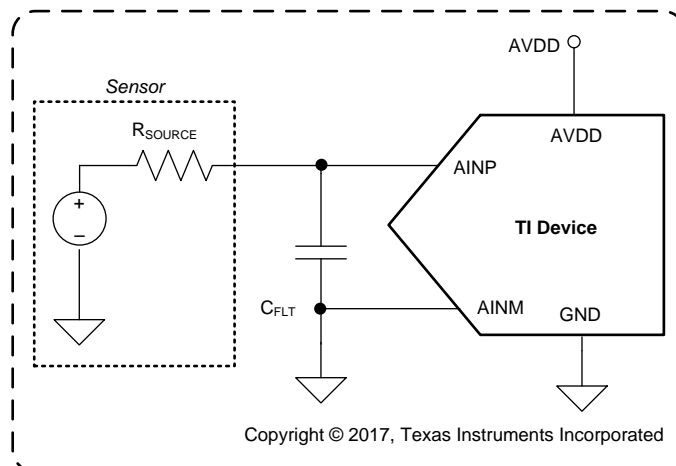 AVDD
Sensor
RSOURCE
AVDD
AINP
+
−
TI Device
CFLT
AINM
GND
Copyright © 2017, Texas Instruments Incorporated